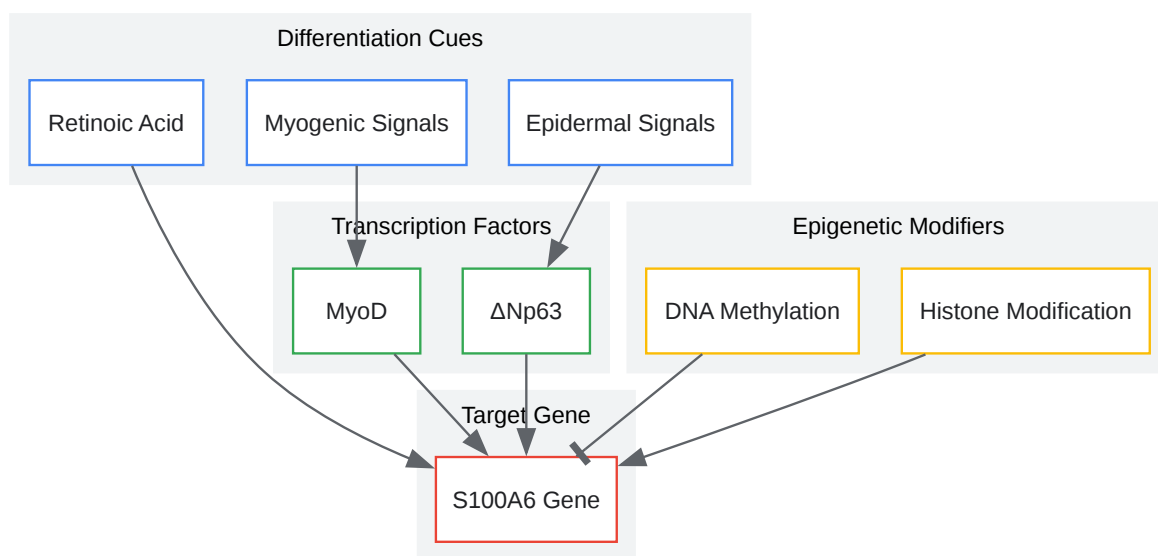 Differentiation Cues
Retinoic Acid
Myogenic Signals
Epidermal Signals
Transcription Factors
Epigenetic Modifiers
MyoD
ΔNp63
DNA Methylation
Histone Modification
Target Gene
S100A6 Gene